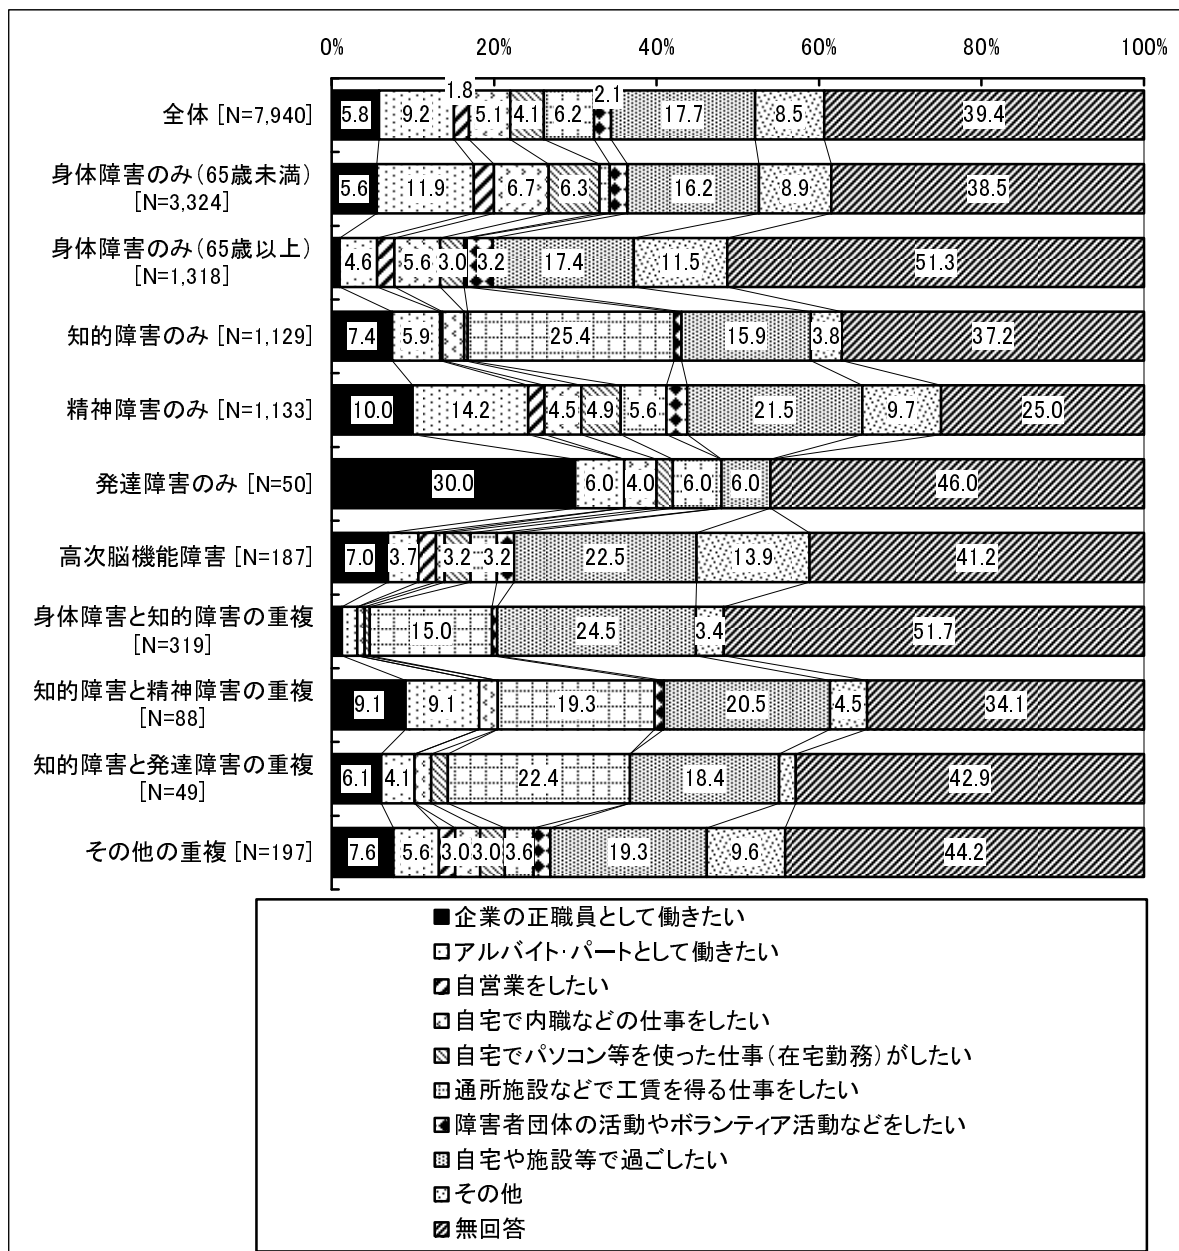 0% 20% 40% 60% 80% 100%
全体 [N=7,940] 5.8 9.2 1.8 5.1 4.1 6.2 2.1 17.7 8.5 39.4
身体障害のみ(65歳未満)
[N=3,324] 5.6 11.9 6.7 6.3 16.2 8.9 38.5
身体障害のみ(65歳以上)
[N=1,318] 4.6 5.6 3.0 3.2 17.4 11.5 51.3
知的障害のみ [N=1,129] 7.4 5.9 25.4 15.9 3.8 37.2
精神障害のみ [N=1,133] 10.0 14.2 4.5 4.9 5.6 21.5 9.7 25.0
発達障害のみ [N=50] 30.0 6.0 4.0 6.0 6.0 46.0
高次脳機能障害 [N=187] 7.0 3.7 3.2 3.2 22.5 13.9 41.2
身体障害と知的障害の重複
[N=319] 15.0 24.5 3.4 51.7
知的障害と精神障害の重複
[N=88] 9.1 9.1 19.3 20.5 4.5 34.1
知的障害と発達障害の重複
[N=49] 6.1 4.1 22.4 18.4 42.9
その他の重複 [N=197] 7.6 5.6 3.0 3.0 3.6 19.3 9.6 44.2
企業の正職員として働きたい
アルバイト・パートとして働きたい
自営業をしたい
自宅で内職などの仕事をしたい
自宅でパソコン等を使った仕事(在宅勤務)がしたい
通所施設などで工賃を得る仕事をしたい
障害者団体の活動やボランティア活動などをしたい
自宅や施設等で過ごしたい
その他
無回答